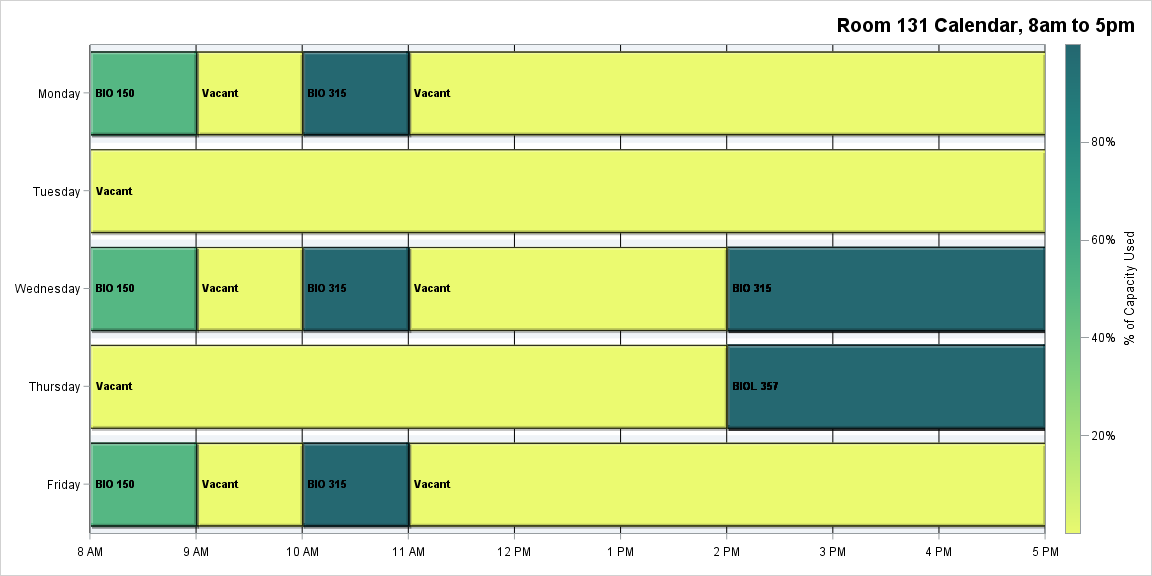 Room 131 Calendar, 8am to 5pm
Monday
BIO 150
Vacant
BIO 315
Vacant
Tuesday
Vacant
Wednesday
BIO 150
Vacant
BIO 315
Vacant
BIO 315
Thursday
Vacant
BIOL 357
Friday
BIO 150
Vacant
BIO 315
Vacant
8 AM
9 AM
10 AM
11 AM
12 PM
1 PM
2 PM
3 PM
4 PM
5 PM
80%
60%
40%
20%
% of Capacity Used